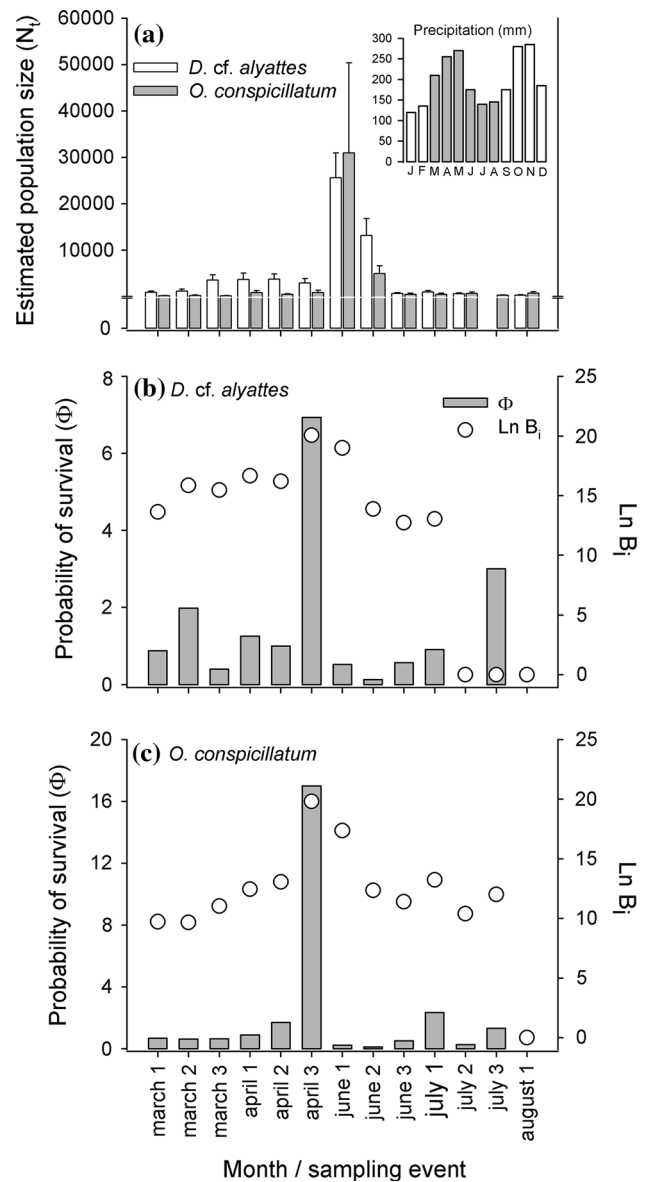 (a)
D. cf. alyattes
O. conspicillatum
Estimated population size (Nt)
60000
50000
40000
30000
20000
10000
0
Precipitation (mm)
300
250
200
150
100
50
0
J F M A M J J A S O N D
(b) D. cf. alyattes
Φ
Ln Bi
Probability of survival (Φ)
8
6
4
2
0
25
20
15
10
5
0
Ln Bi
(c) O. conspicillatum
Probability of survival (Φ)
20
16
12
8
4
0
25
20
15
10
5
0
Ln Bi
march 1
march 2
march 3
april 1
april 2
april 3
june 1
june 2
june 3
july 1
july 2
july 3
august 1
Month / sampling event